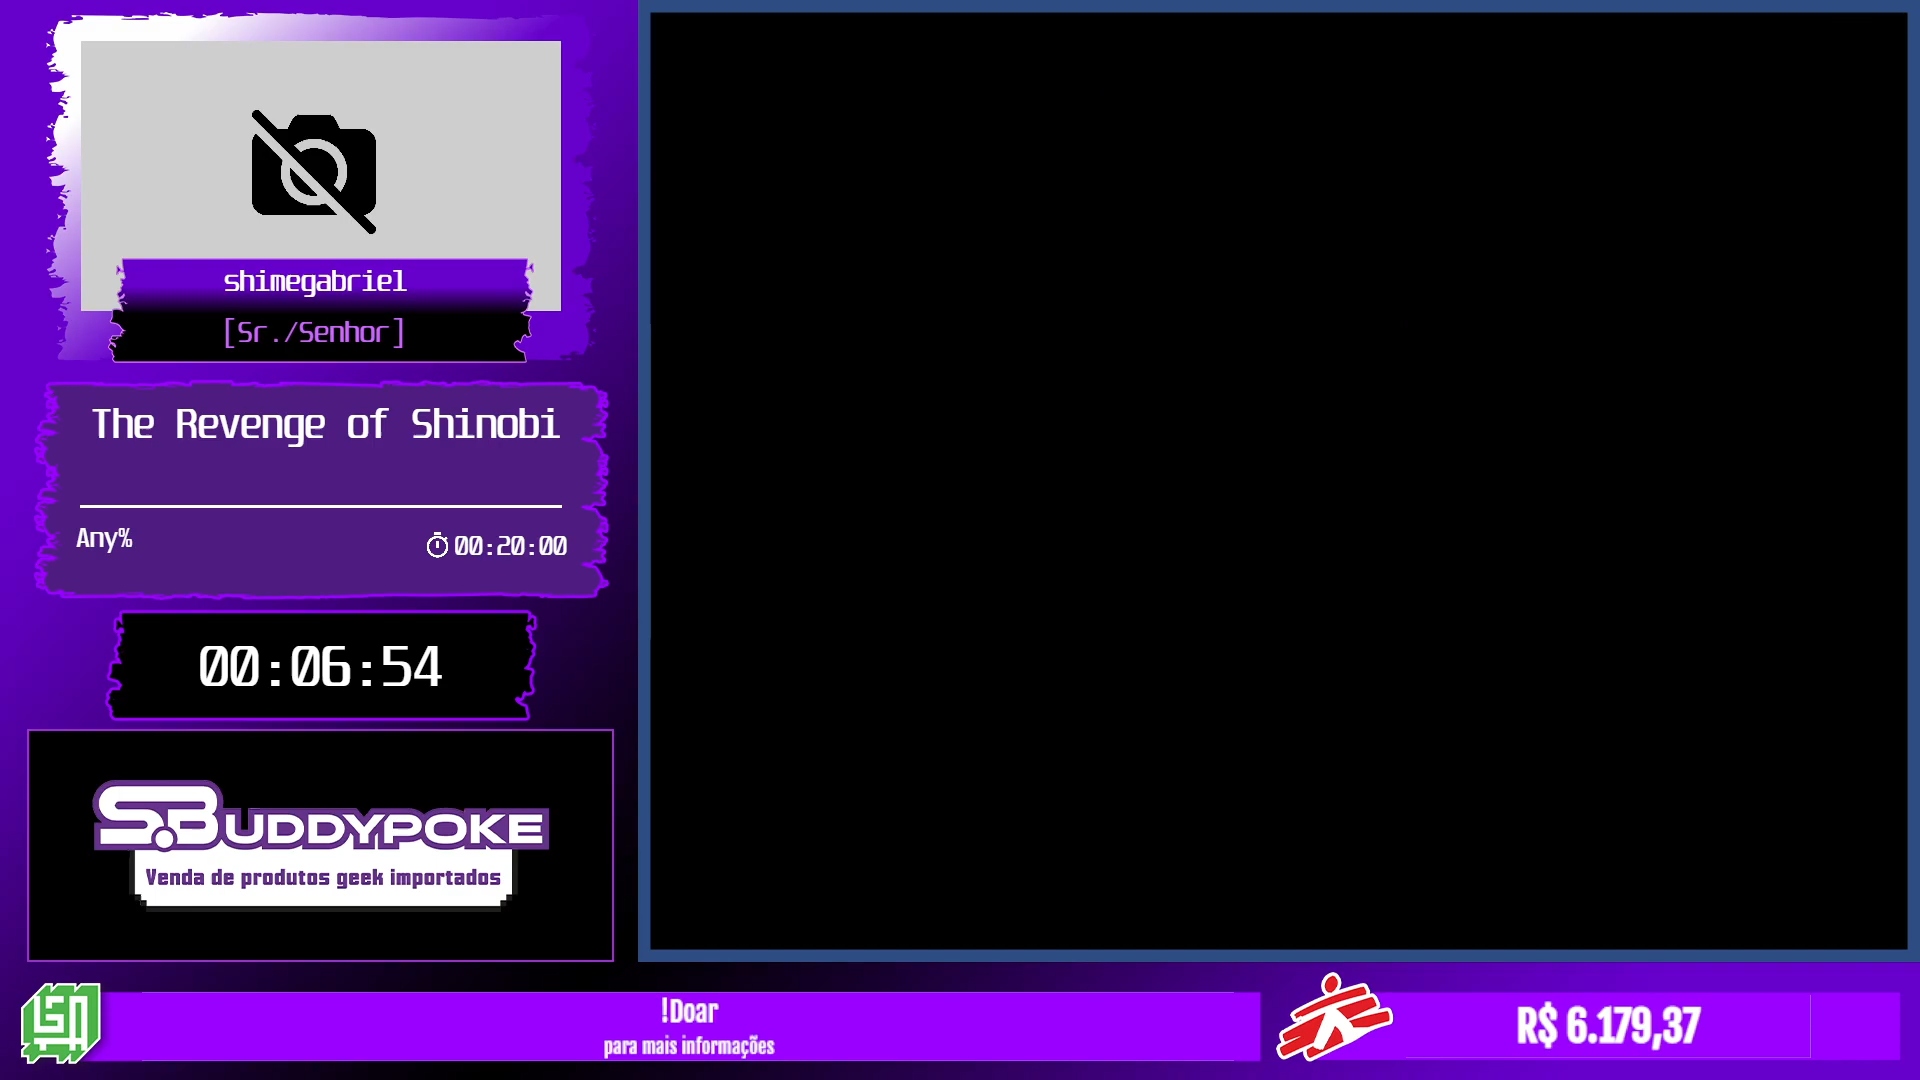 shimegabriel
[Sr./Senhor]
The Revenge of Shinobi
Any%
00:20:00
00:06:54
S.BUDDYPOKE
Venda de produtos geek importados
!Doar
para mais informações
R$ 6.179,37